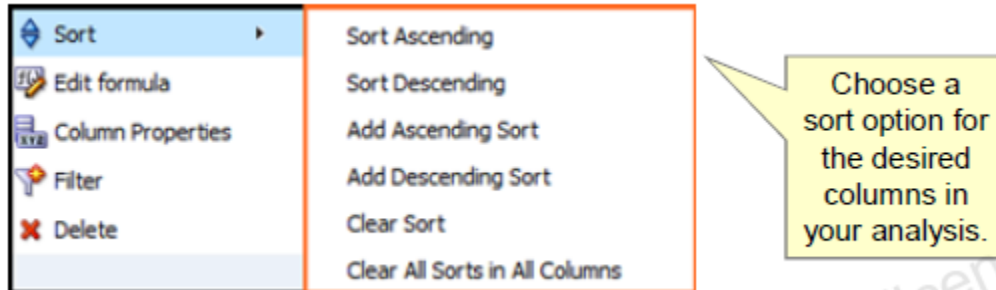 Sort
Edit formula
Column Properties
Filter
Delete
Sort Ascending
Sort Descending
Add Ascending Sort
Add Descending Sort
Clear Sort
Clear All Sorts in All Columns
Choose a
sort option for
the desired
columns in
your analysis.